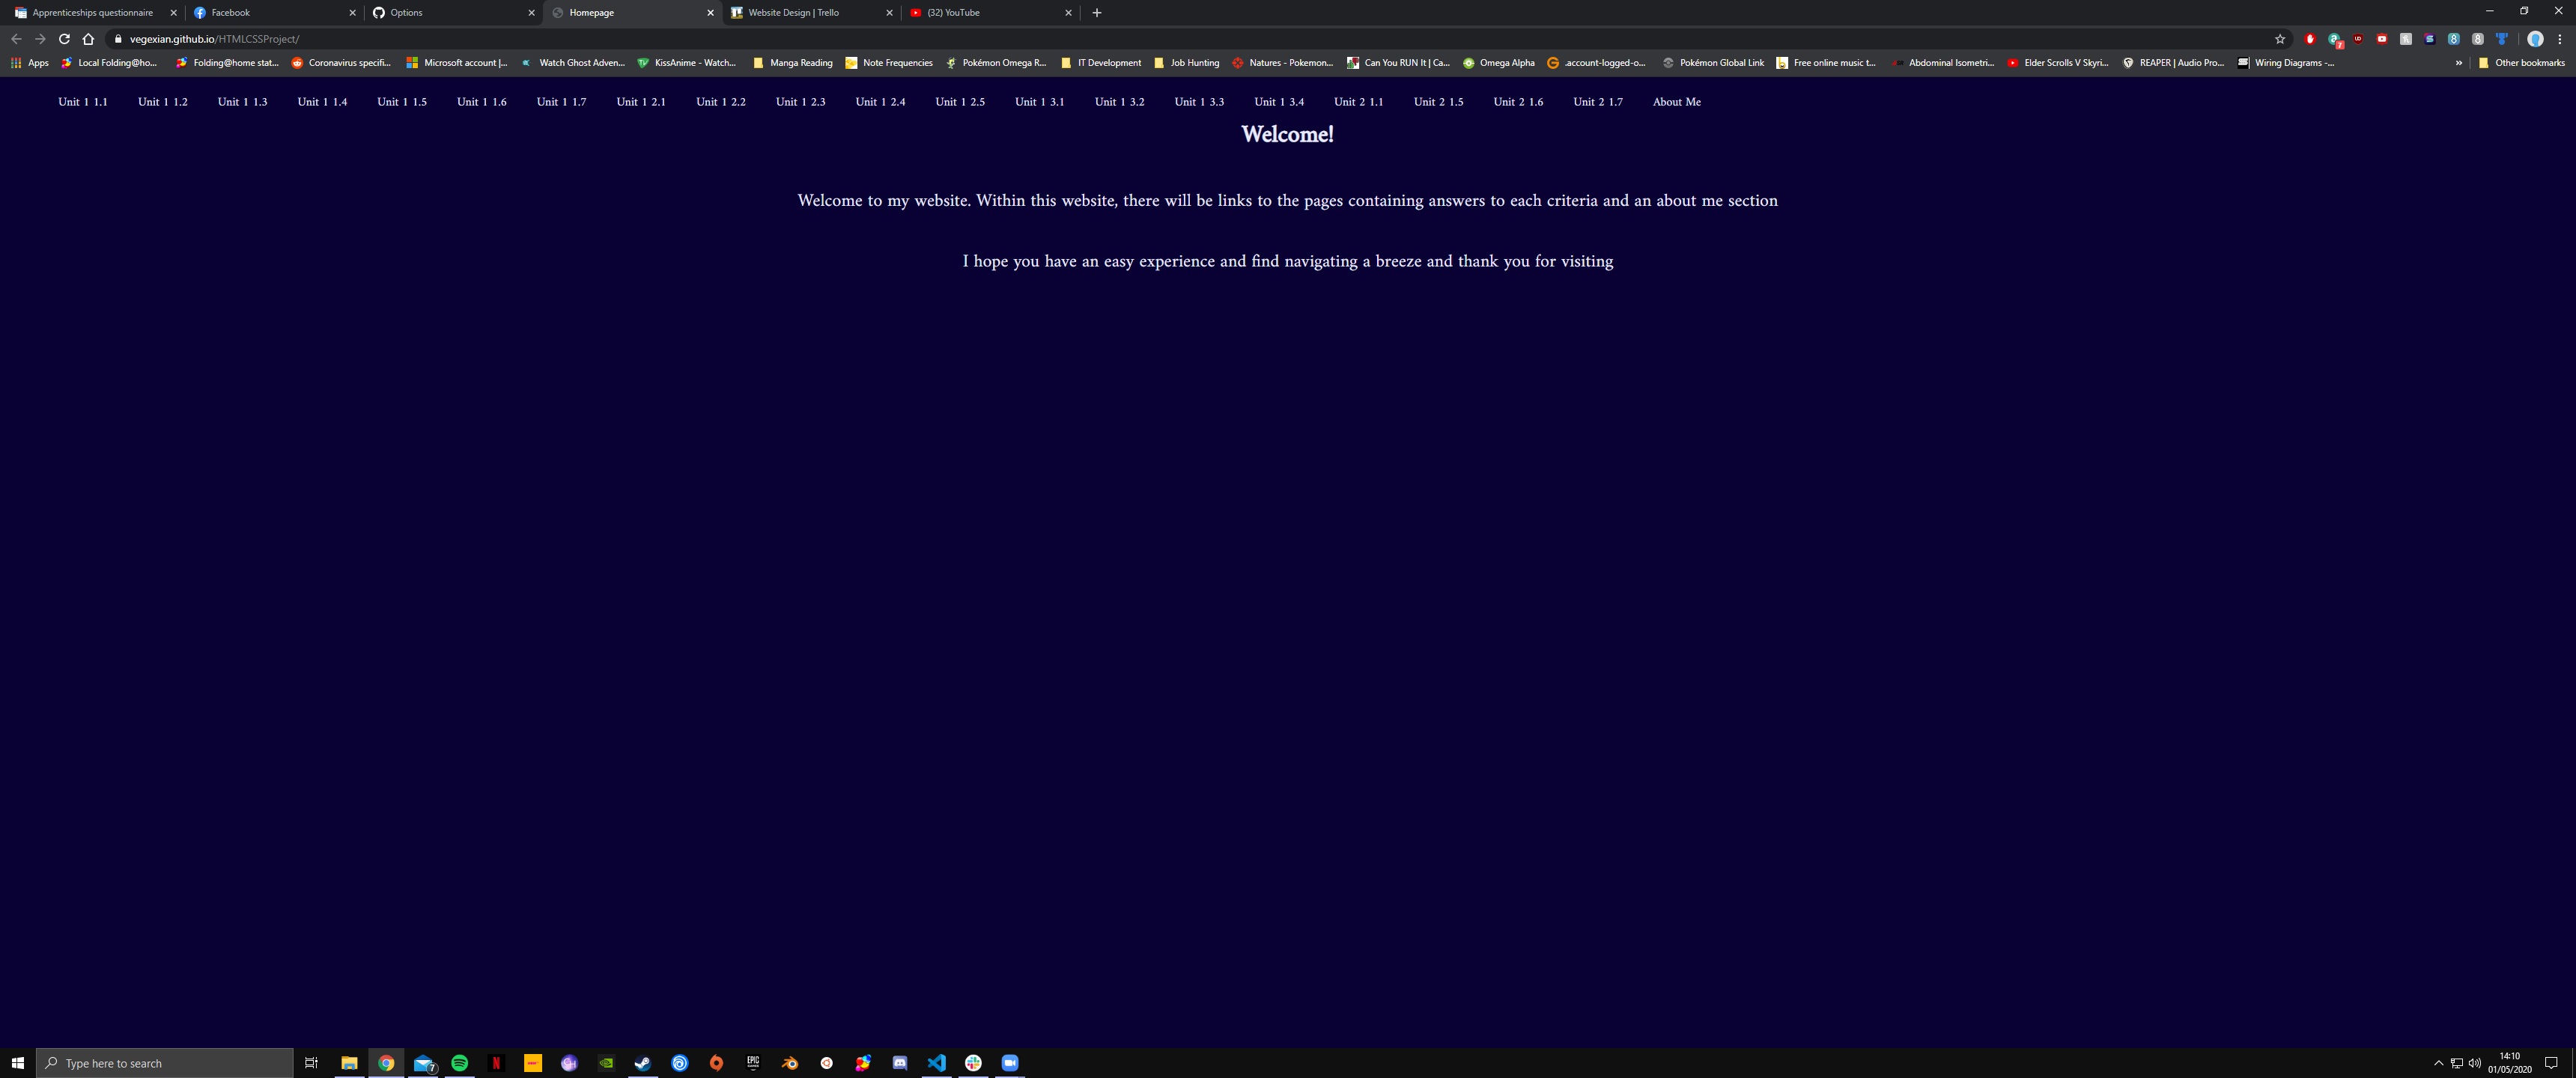 Apprenticeships questionnaire
Facebook
Options
Homepage
Website Design | Trello
(32) YouTube
vegexian.github.io/HTMLCSSProject/
Apps
Local Folding@ho...
Folding@home stat...
Coronavirus specifi...
Microsoft account |...
Watch Ghost Adven...
KissAnime - Watch...
Manga Reading
Note Frequencies
Pokémon Omega R...
IT Development
Job Hunting
Natures - Pokemon...
Can You RUN It | Ca...
Omega Alpha
.account-logged-o...
Pokémon Global Link
Free online music t...
Abdominal Isometri...
Elder Scrolls V Skyri...
REAPER | Audio Pro...
Wiring Diagrams -...
Other bookmarks
Unit 1 1.1
Unit 1 1.2
Unit 1 1.3
Unit 1 1.4
Unit 1 1.5
Unit 1 1.6
Unit 1 1.7
Unit 1 2.1
Unit 1 2.2
Unit 1 2.3
Unit 1 2.4
Unit 1 2.5
Unit 1 3.1
Unit 1 3.2
Unit 1 3.3
Unit 1 3.4
Unit 2 1.1
Unit 2 1.5
Unit 2 1.6
Unit 2 1.7
About Me
Welcome!
Welcome to my website. Within this website, there will be links to the pages containing answers to each criteria and an about me section
I hope you have an easy experience and find navigating a breeze and thank you for visiting
Type here to search
7
EPIC
14:10
01/05/2020